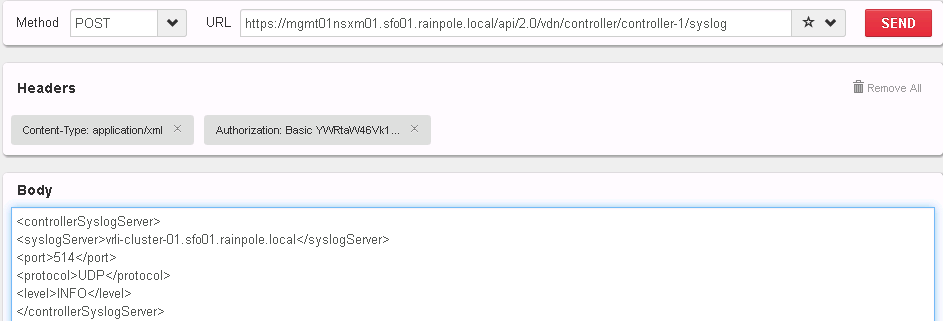 Method POST URL https://mgmt01nsxm01.sfo01.rainpole.local/api/2.0/vdn/controller/controller-1/syslog SEND
Headers Remove All
Content-Type: application/xml × Authorization: Basic YWRtaW46Vk1... ×
Body
<controllerSyslogServer>
<syslogServer>vrli-cluster-01.sfo01.rainpole.local</syslogServer>
<port>514</port>
<protocol>UDP</protocol>
<level>INFO</level>
</controllerSyslogServer>